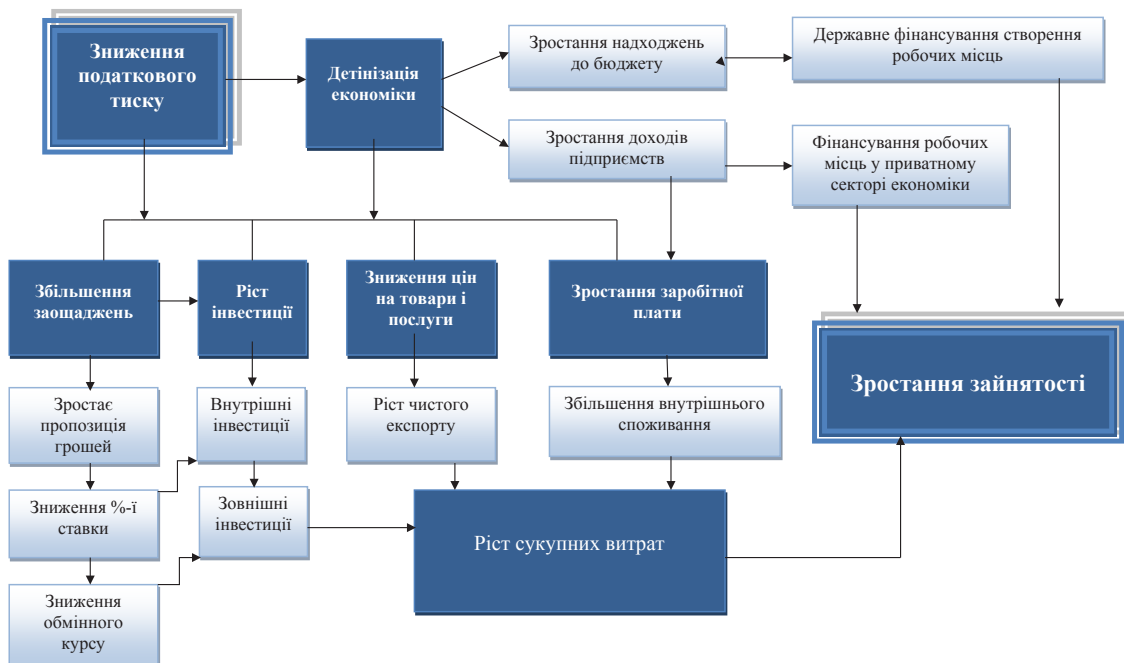 Зниження
податкового
тиску
Детінізація
економіки
Зростання надходжень
до бюджету
Державне фінансування створення
робочих місць
Зростання доходів
підприємств
Фінансування робочих
місць у приватному
секторі економіки
Збільшення
заощаджень
Ріст
інвестиції
Зниження цін
на товари і
послуги
Зростання заробітної
плати
Зростання зайнятості
Зростає
пропозиція
грошей
Внутрішні
інвестиції
Ріст чистого
експорту
Збільшення внутрішнього
споживання
Зниження %-ї
ставки
Зовнішні
інвестиції
Ріст сукупних витрат
Зниження
обмінного
курсу